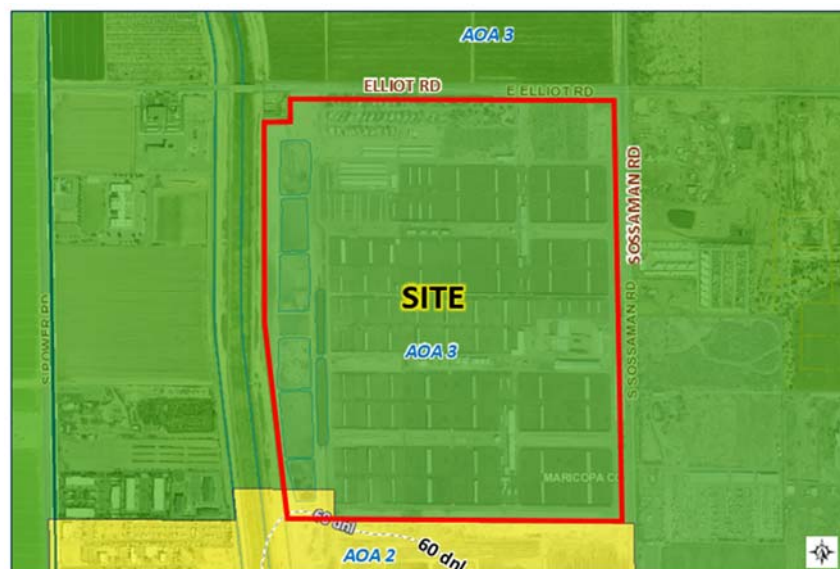 AOA 3
ELLIOT RD
E ELLIOT RD
SOSSAMAN RD
SITE
S POWER RD
S SOSSAMAN RD
AOA 3
MARICOPA CO
60 dnl
60 dnl
AOA 2